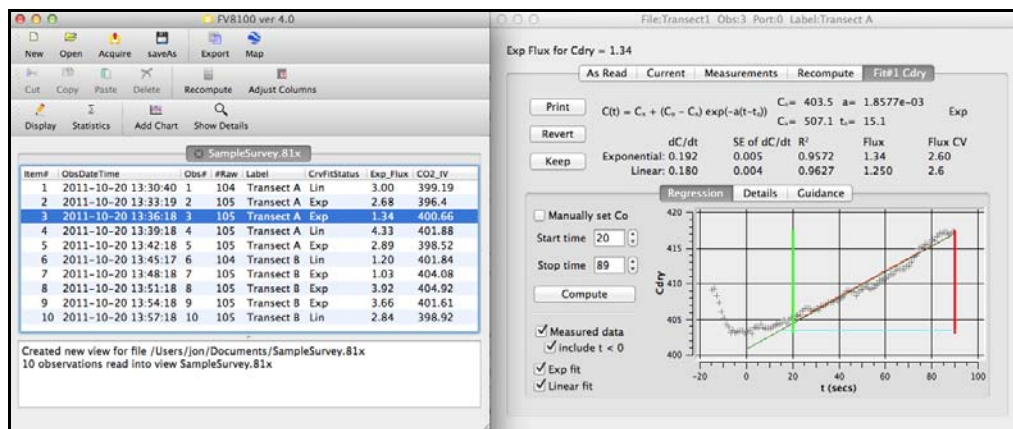 FV8100 ver 4.0
New Open Acquire saveAs Export Map
Cut Copy Paste Delete Recompute Adjust Columns
Display Statistics Add Chart Show Details
SampleSurvey.81x
Item# ObsDateTime Obs# #Raw Label CrvFitStatus Exp_Flux CO2_IV
1 2011-10-20 13:30:40 1 104 Transect A Lin 3.00 399.19
2 2011-10-20 13:33:19 2 105 Transect A Exp 2.68 396.4
3 2011-10-20 13:36:18 3 105 Transect A Exp 1.34 400.66
4 2011-10-20 13:39:18 4 105 Transect A Lin 4.33 401.88
5 2011-10-20 13:42:18 5 105 Transect A Exp 2.89 398.52
6 2011-10-20 13:45:17 6 104 Transect B Lin 1.20 401.84
7 2011-10-20 13:48:18 7 105 Transect B Exp 1.03 404.08
8 2011-10-20 13:51:18 8 105 Transect B Exp 3.92 404.92
9 2011-10-20 13:54:18 9 105 Transect B Exp 3.66 401.61
10 2011-10-20 13:57:18 10 105 Transect B Lin 2.84 398.92
Created new view for file /Users/jon/Documents/SampleSurvey.81x
10 observations read into view SampleSurvey.81x
File:Transect1 Obs:3 Port:0 Label:Transect A
Exp Flux for Cdry = 1.34
As Read Current Measurements Recompute Fit#1 Cdry
Print
Revert
Keep
C(t) = Cₓ + (Cₒ - Cₓ) exp(-a(t-tₒ))
Cₒ= 403.5 a= 1.8577e-03 Exp
Cₓ= 507.1 tₒ= 15.1
dC/dt SE of dC/dt R² Flux Flux CV
Exponential: 0.192 0.005 0.9572 1.34 2.60
Linear: 0.180 0.004 0.9627 1.250 2.6
Regression Details Guidance
Manually set Co
Start time 20
Stop time 89
Compute
Measured data
include t < 0
Exp fit
Linear fit
Cdry
420
415
410
405
400
-20 0 20 40 60 80 100
t (secs)